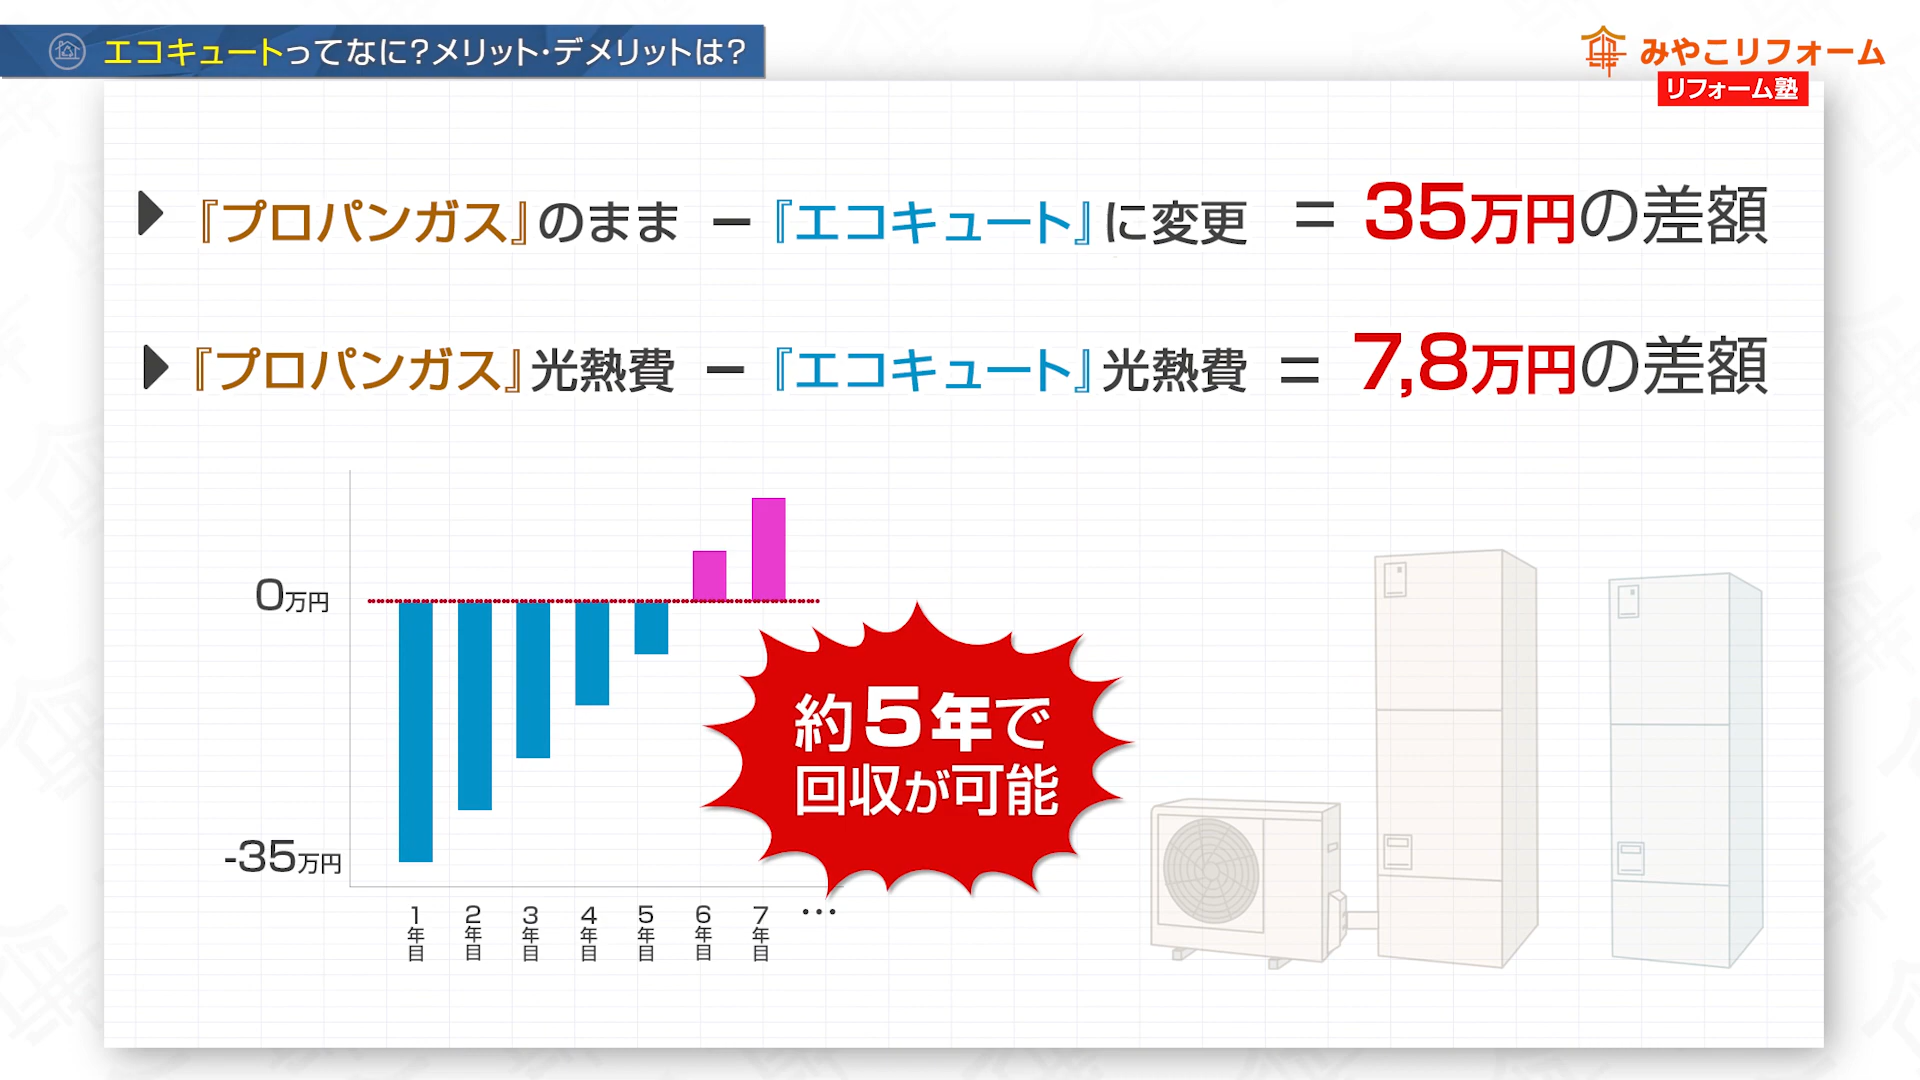 エコキュートってなに？メリット・デメリットは？
みやこリフォーム
リフォーム塾
『プロパンガス』のまま －『エコキュート』に変更 ＝ 35万円の差額
『プロパンガス』光熱費 －『エコキュート』光熱費 ＝ 7,8万円の差額
0万円
-35万円
約5年で
回収が可能
1年目 2年目 3年目 4年目 5年目 6年目 7年目 …